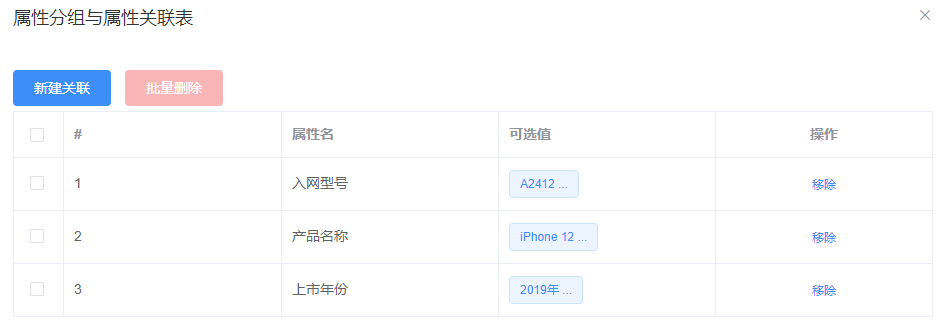 属性分组与属性关联表
新建关联 批量删除
# 属性名 可选值 操作
1 入网型号 A2412 ... 移除
2 产品名称 iPhone 12 ... 移除
3 上市年份 2019年 ... 移除